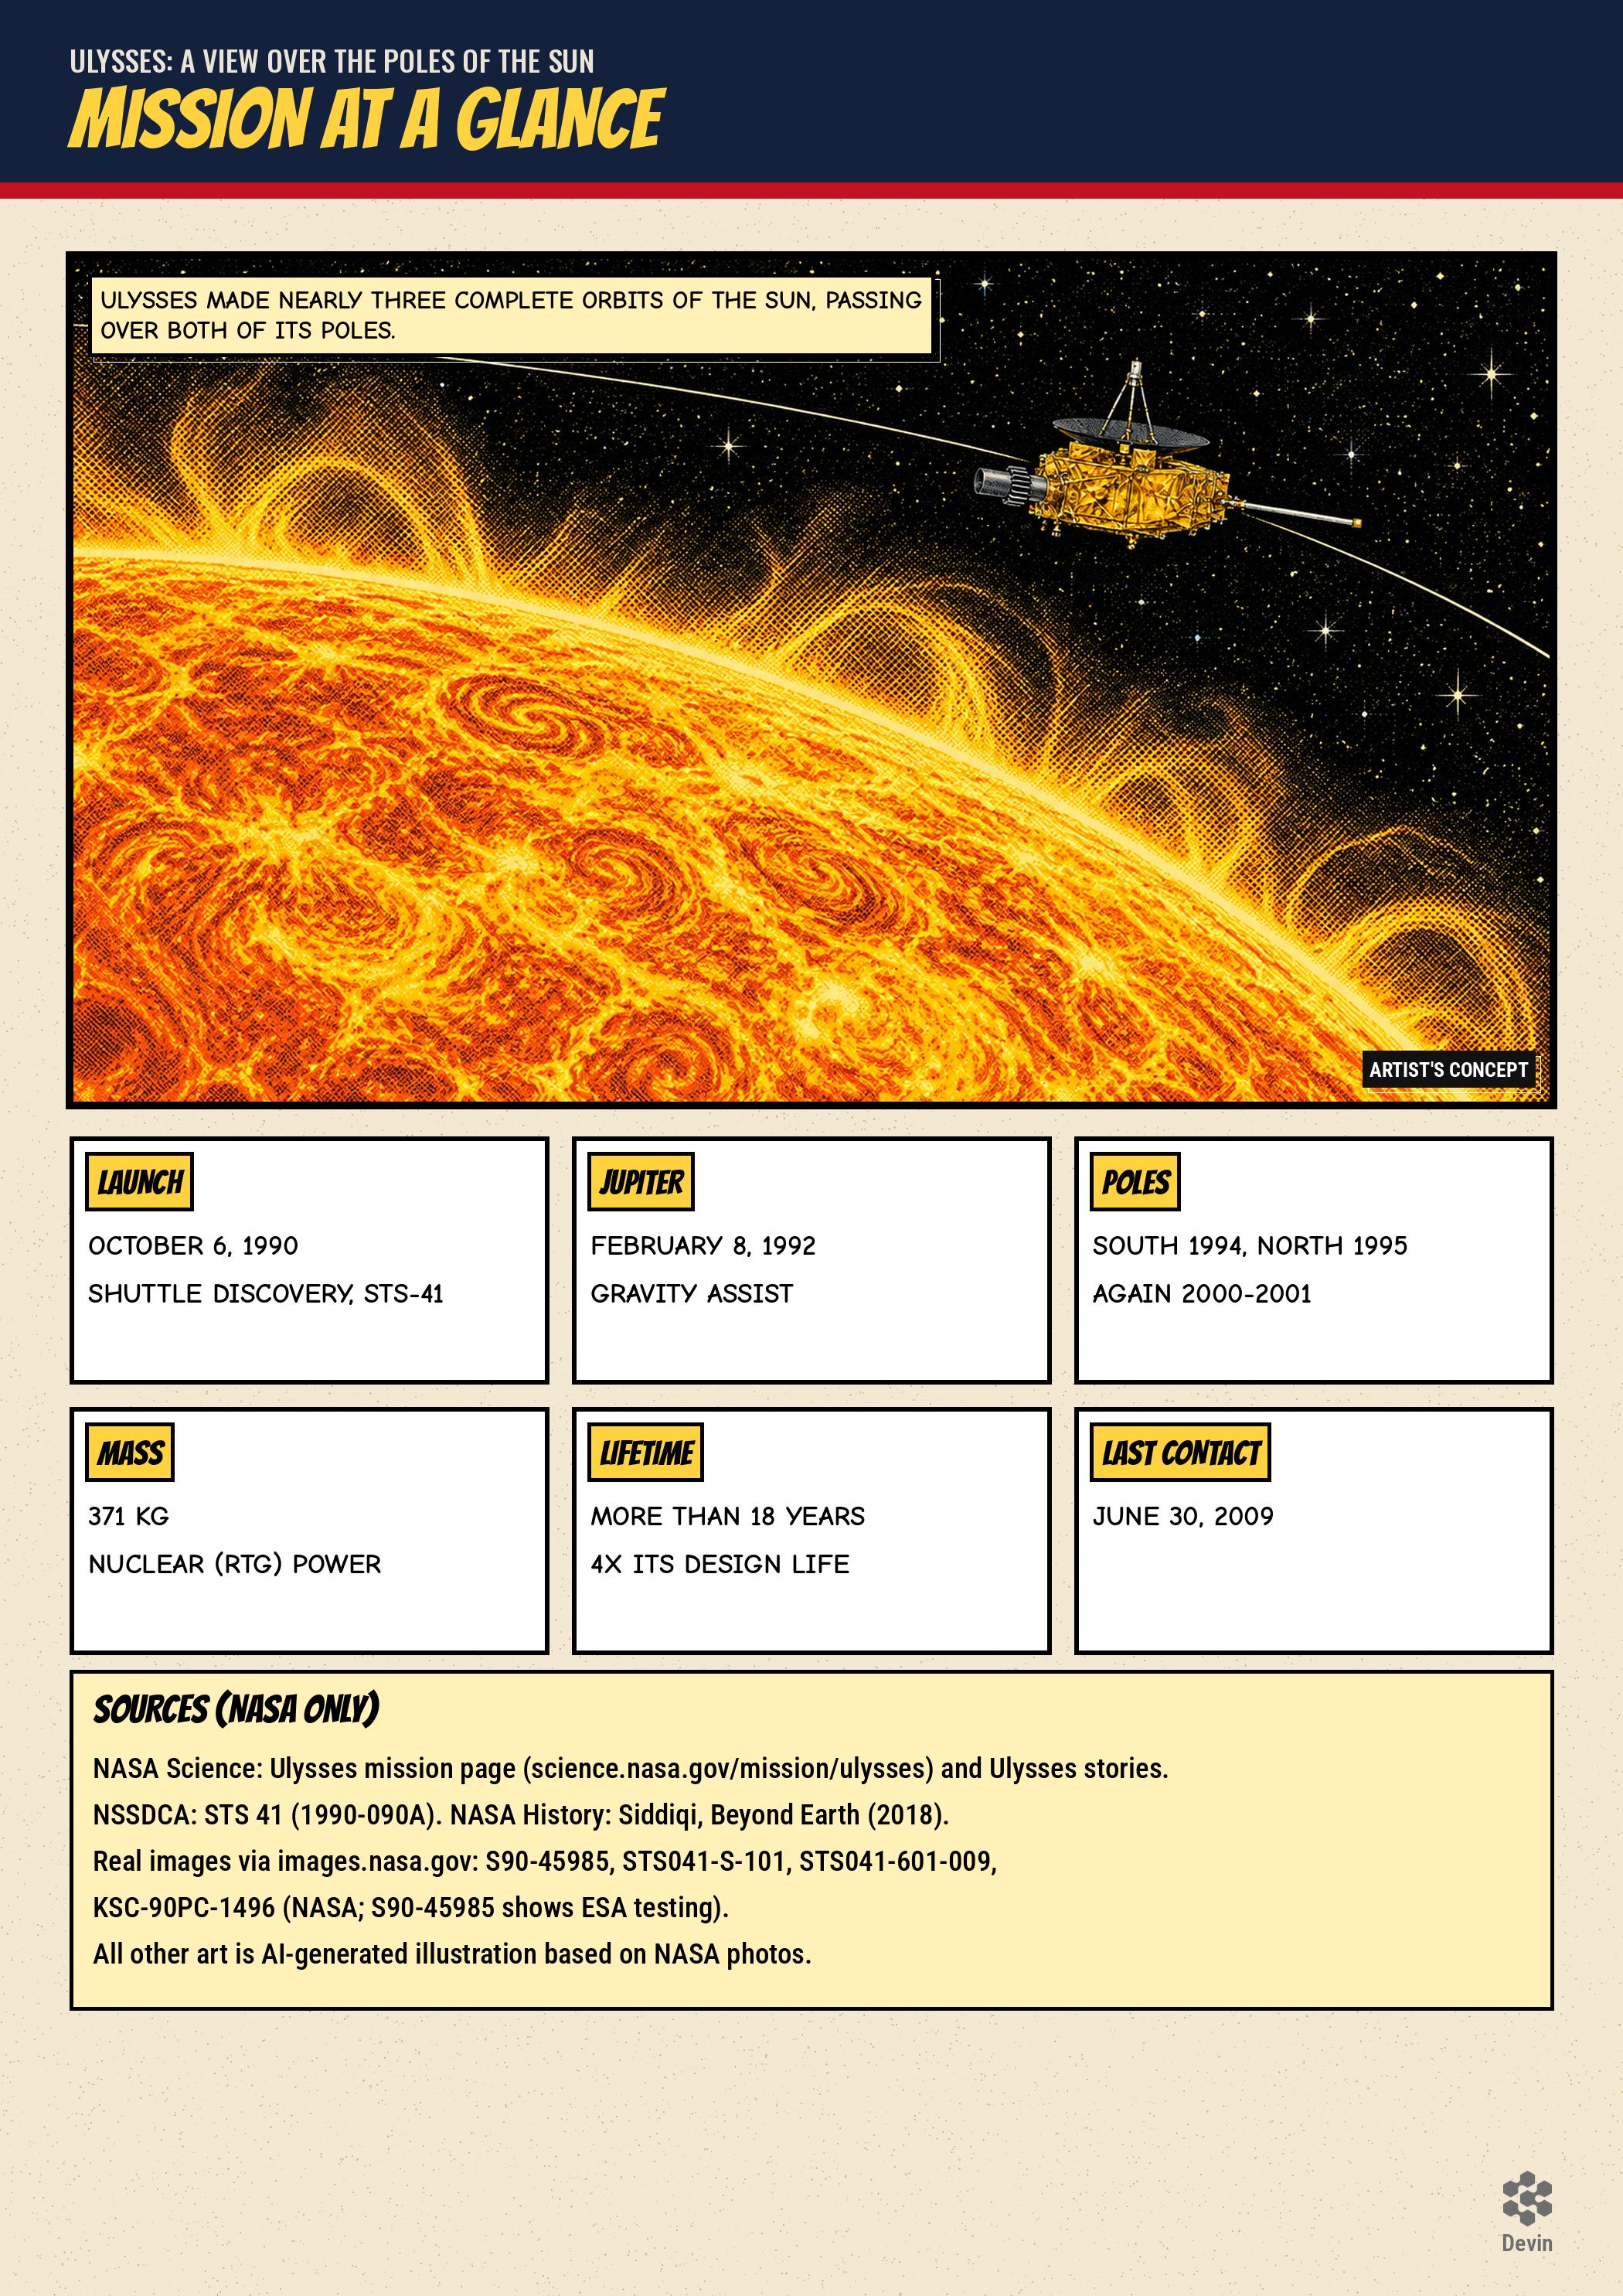 ULYSSES: A VIEW OVER THE POLES OF THE SUN
MISSION AT A GLANCE
ULYSSES MADE NEARLY THREE COMPLETE ORBITS OF THE SUN, PASSING
OVER BOTH OF ITS POLES.
ARTIST'S CONCEPT
LAUNCH
OCTOBER 6, 1990
SHUTTLE DISCOVERY, STS-41
JUPITER
FEBRUARY 8, 1992
GRAVITY ASSIST
POLES
SOUTH 1994, NORTH 1995
AGAIN 2000-2001
MASS
371 KG
NUCLEAR (RTG) POWER
LIFETIME
MORE THAN 18 YEARS
4X ITS DESIGN LIFE
LAST CONTACT
JUNE 30, 2009
SOURCES (NASA ONLY)
NASA Science: Ulysses mission page (science.nasa.gov/mission/ulysses) and Ulysses stories.
NSSDCA: STS 41 (1990-090A). NASA History: Siddiqi, Beyond Earth (2018).
Real images via images.nasa.gov: S90-45985, STS041-S-101, STS041-601-009,
KSC-90PC-1496 (NASA; S90-45985 shows ESA testing).
All other art is AI-generated illustration based on NASA photos.
Devin